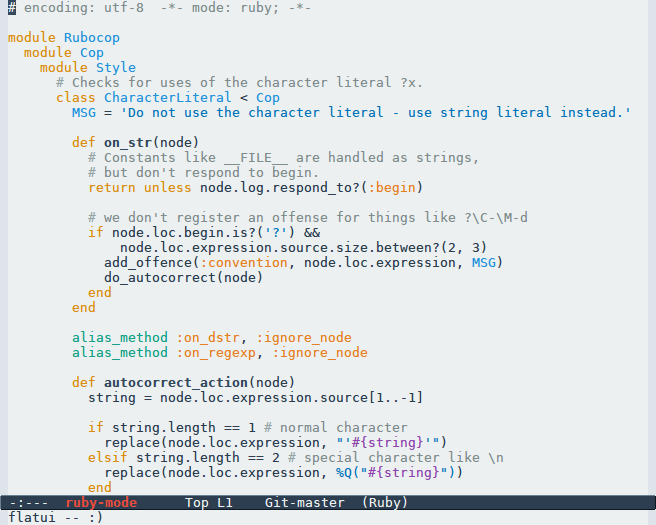 # encoding: utf-8  -*- mode: ruby; -*-

module Rubocop
  module Cop
    module Style
      # Checks for uses of the character literal ?x.
      class CharacterLiteral < Cop
        MSG = 'Do not use the character literal - use string literal instead.'

        def on_str(node)
          # Constants like __FILE__ are handled as strings,
          # but don't respond to begin.
          return unless node.log.respond_to?(:begin)

          # we don't register an offense for things like ?\C-\M-d
          if node.loc.begin.is?('?') &&
              node.loc.expression.source.size.between?(2, 3)
            add_offence(:convention, node.loc.expression, MSG)
            do_autocorrect(node)
          end
        end

        alias_method :on_dstr, :ignore_node
        alias_method :on_regexp, :ignore_node

        def autocorrect_action(node)
          string = node.loc.expression.source[1..-1]

          if string.length == 1 # normal character
            replace(node.loc.expression, "'#{string}'")
          elsif string.length == 2 # special character like \n
            replace(node.loc.expression, %Q("#{string}"))
          end
-:---  ruby-mode      Top L1    Git-master  (Ruby)
flatui -- :)